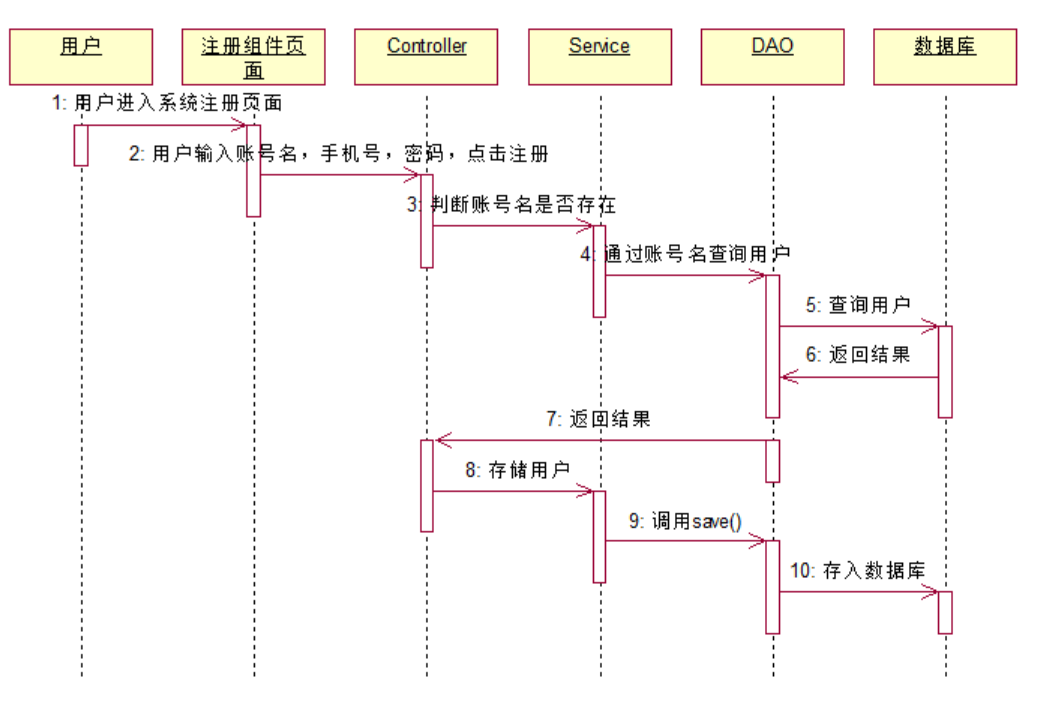 用户
注册组件页
面
Controller
Service
DAO
数据库
1: 用户进入系统注册页面
2: 用户输入账号名，手机号，密码，点击注册
3: 判断账号名是否存在
4: 通过账号名查询用户
5: 查询用户
6: 返回结果
7: 返回结果
8: 存储用户
9: 调用save()
10: 存入数据库